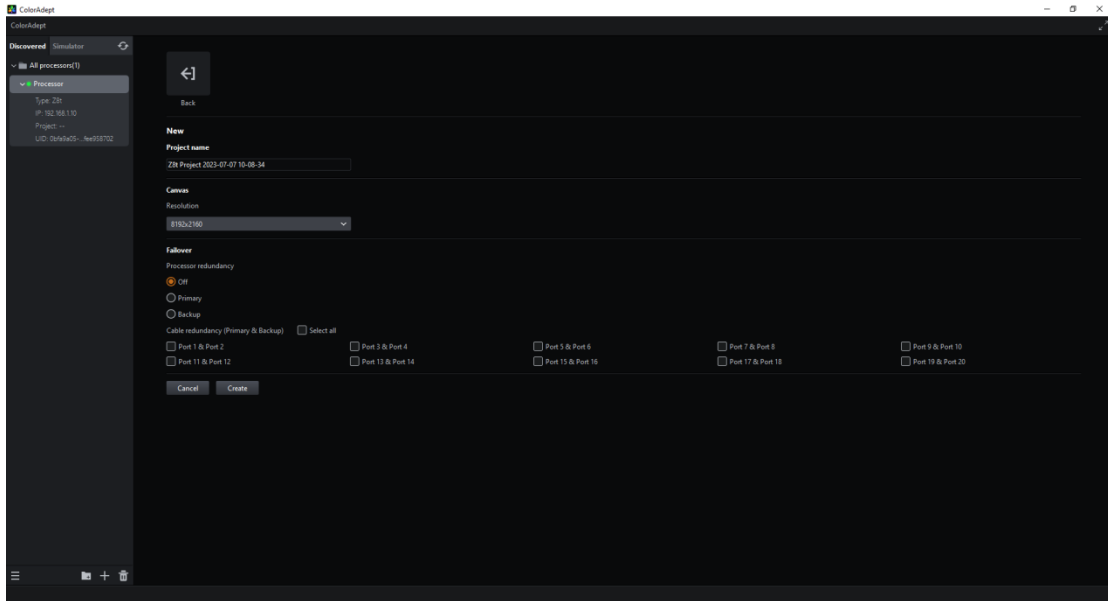 ColorAdept
ColorAdept
Discovered Simulator
All processors(1)
Processor
Type: Z8t
IP: 192.168.1.10
Project: --
UID: 0bfa9a05-...fee958702
Back
New
Project name
Z8t Project 2023-07-07 10-08-34
Canvas
Resolution
8192x2160
Failover
Processor redundancy
Off
Primary
Backup
Cable redundancy (Primary & Backup) Select all
Port 1 & Port 2 Port 3 & Port 4 Port 5 & Port 6 Port 7 & Port 8 Port 9 & Port 10
Port 11 & Port 12 Port 13 & Port 14 Port 15 & Port 16 Port 17 & Port 18 Port 19 & Port 20
Cancel Create